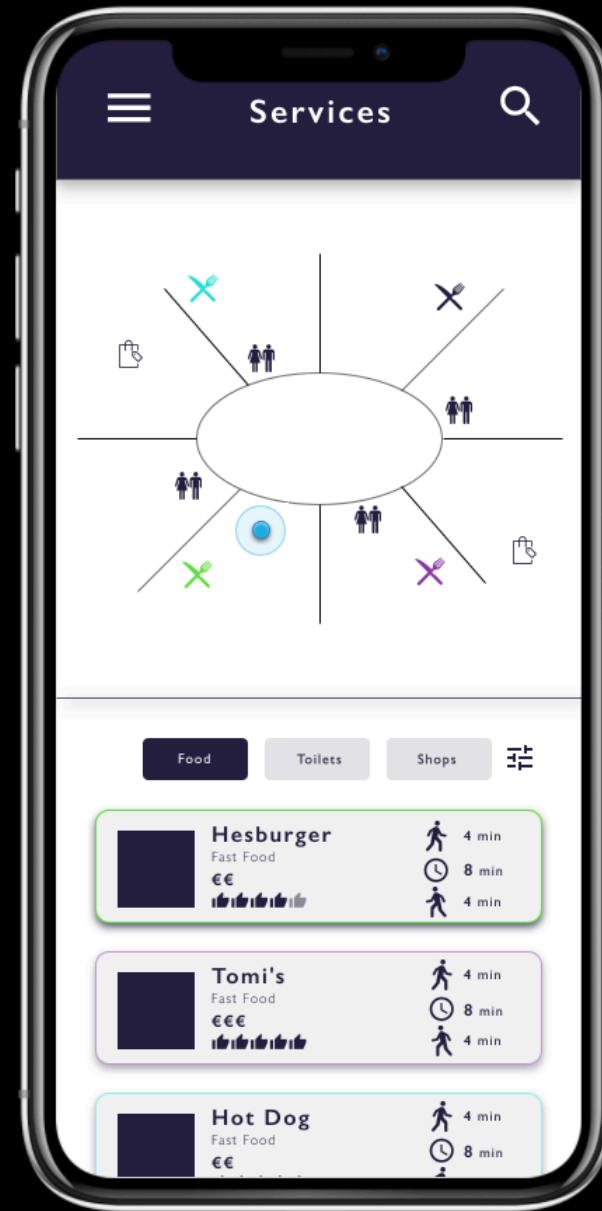 Services
Food Toilets Shops
Hesburger 4 min
Fast Food
€€ 8 min
4 min
Tomi's 4 min
Fast Food
€€€ 8 min
4 min
Hot Dog 4 min
Fast Food
€€ 8 min